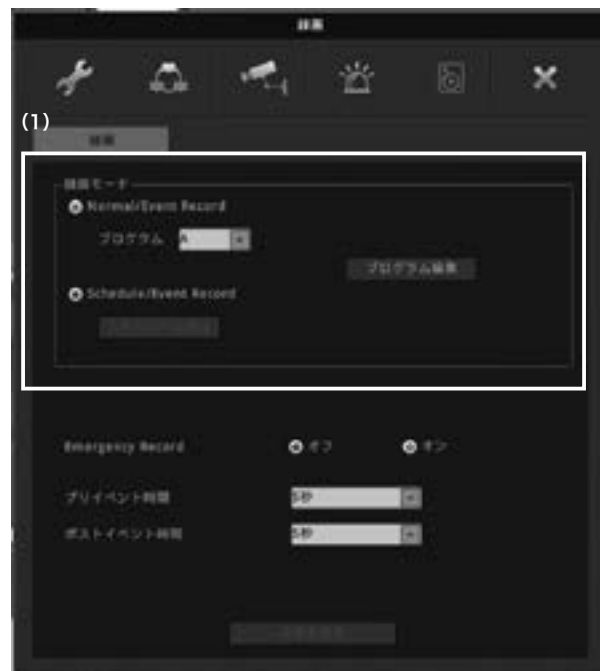 録画
(1)
録画
録画モード
Normal/Event Record
プログラム A
プログラム編集
Schedule/Event Record
Emergency Record オフ オン
プリイベント時間 5秒
ポストイベント時間 5秒